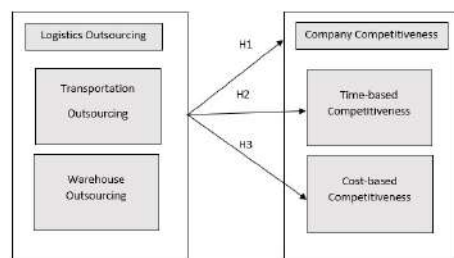 Logistics Outsourcing
Transportation
Outsourcing
Warehouse
Outsourcing
H1
H2
H3
Company Competitiveness
Time-based
Competitiveness
Cost-based
Competitiveness